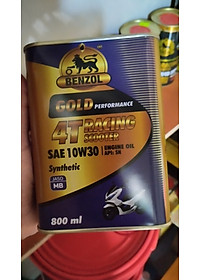 BENZOL
GOLD PERFORMANCE
4T RACING
SCOOTER
SAE 10W30 ENGINE OIL
API: SN
Synthetic
JASO
MB
800 ml